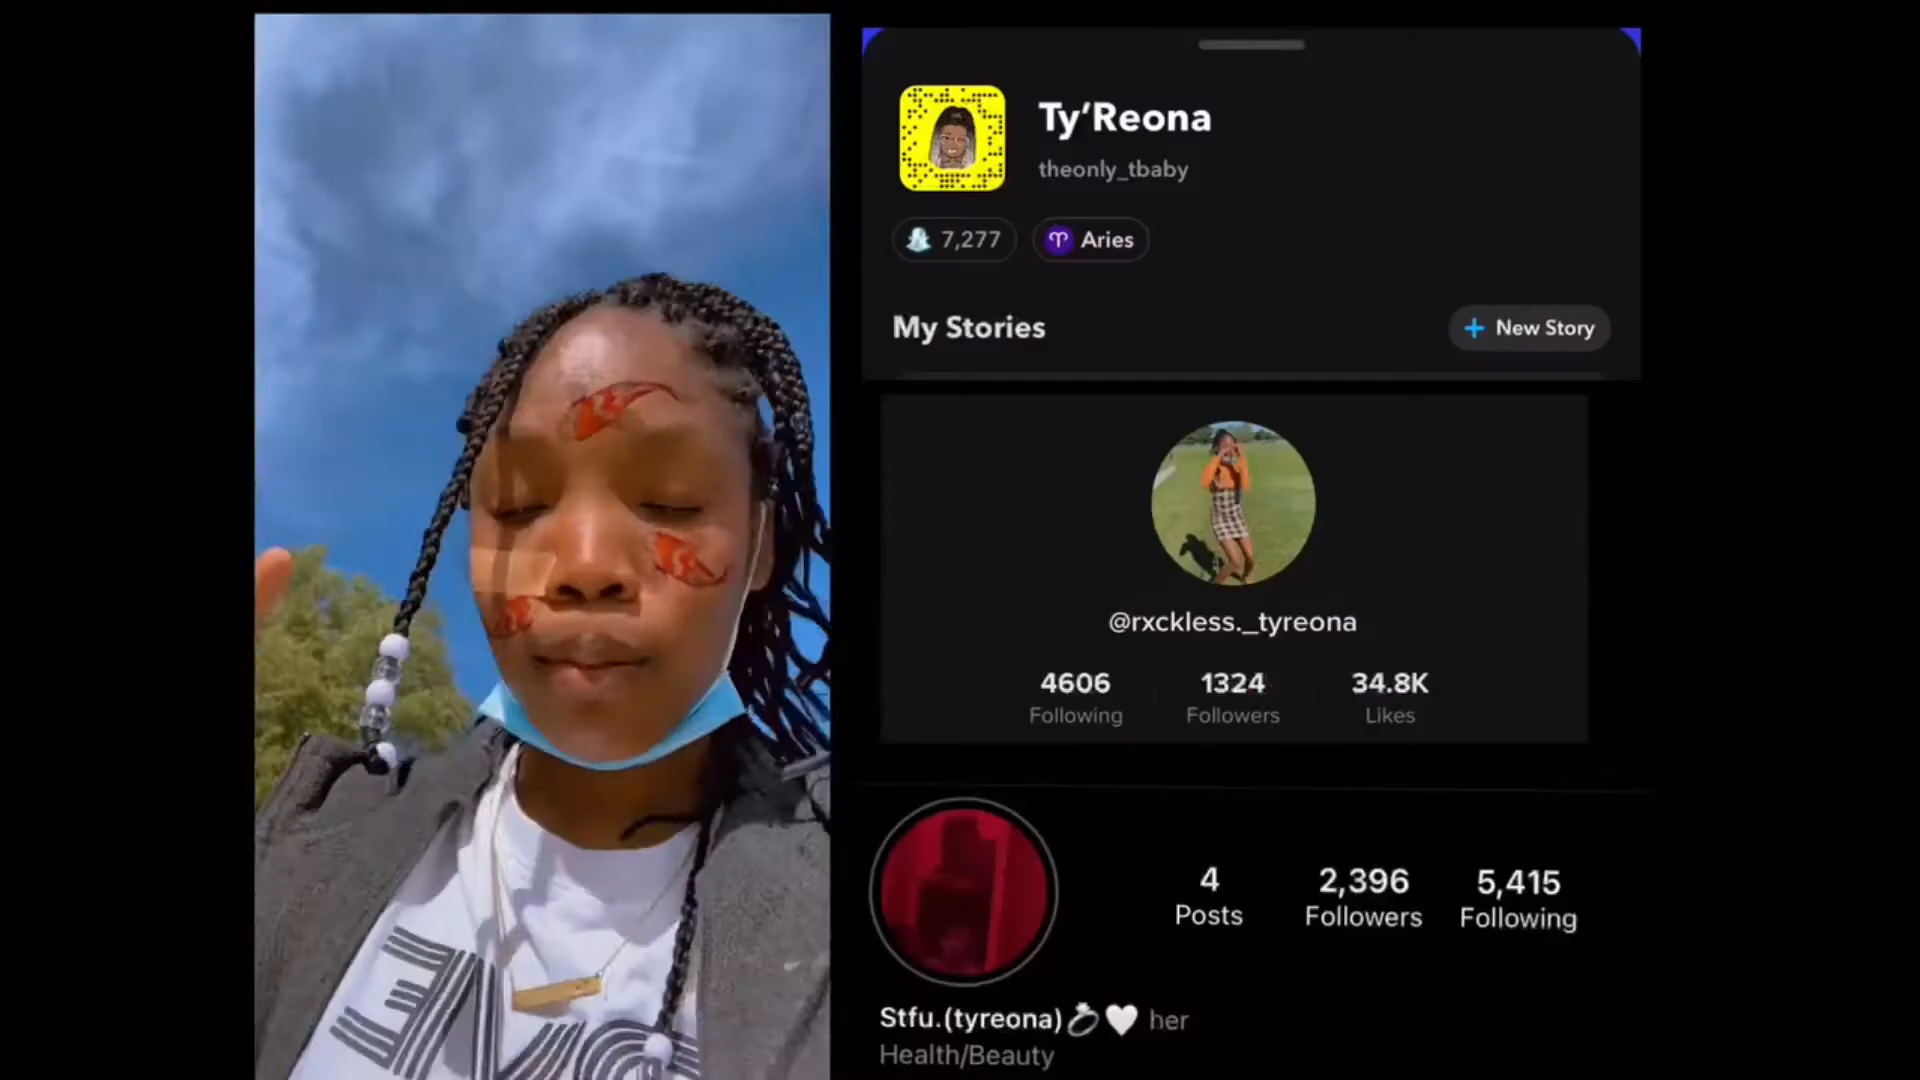 Ty'Reona
theonly_tbaby
7,277
Aries
My Stories
+ New Story
@rxckless._tyreona
4606 1324 34.8K
Following Followers Likes
4 2,396 5,415
Posts Followers Following
Stfu.(tyreona)💍🤍 her
Health/Beauty